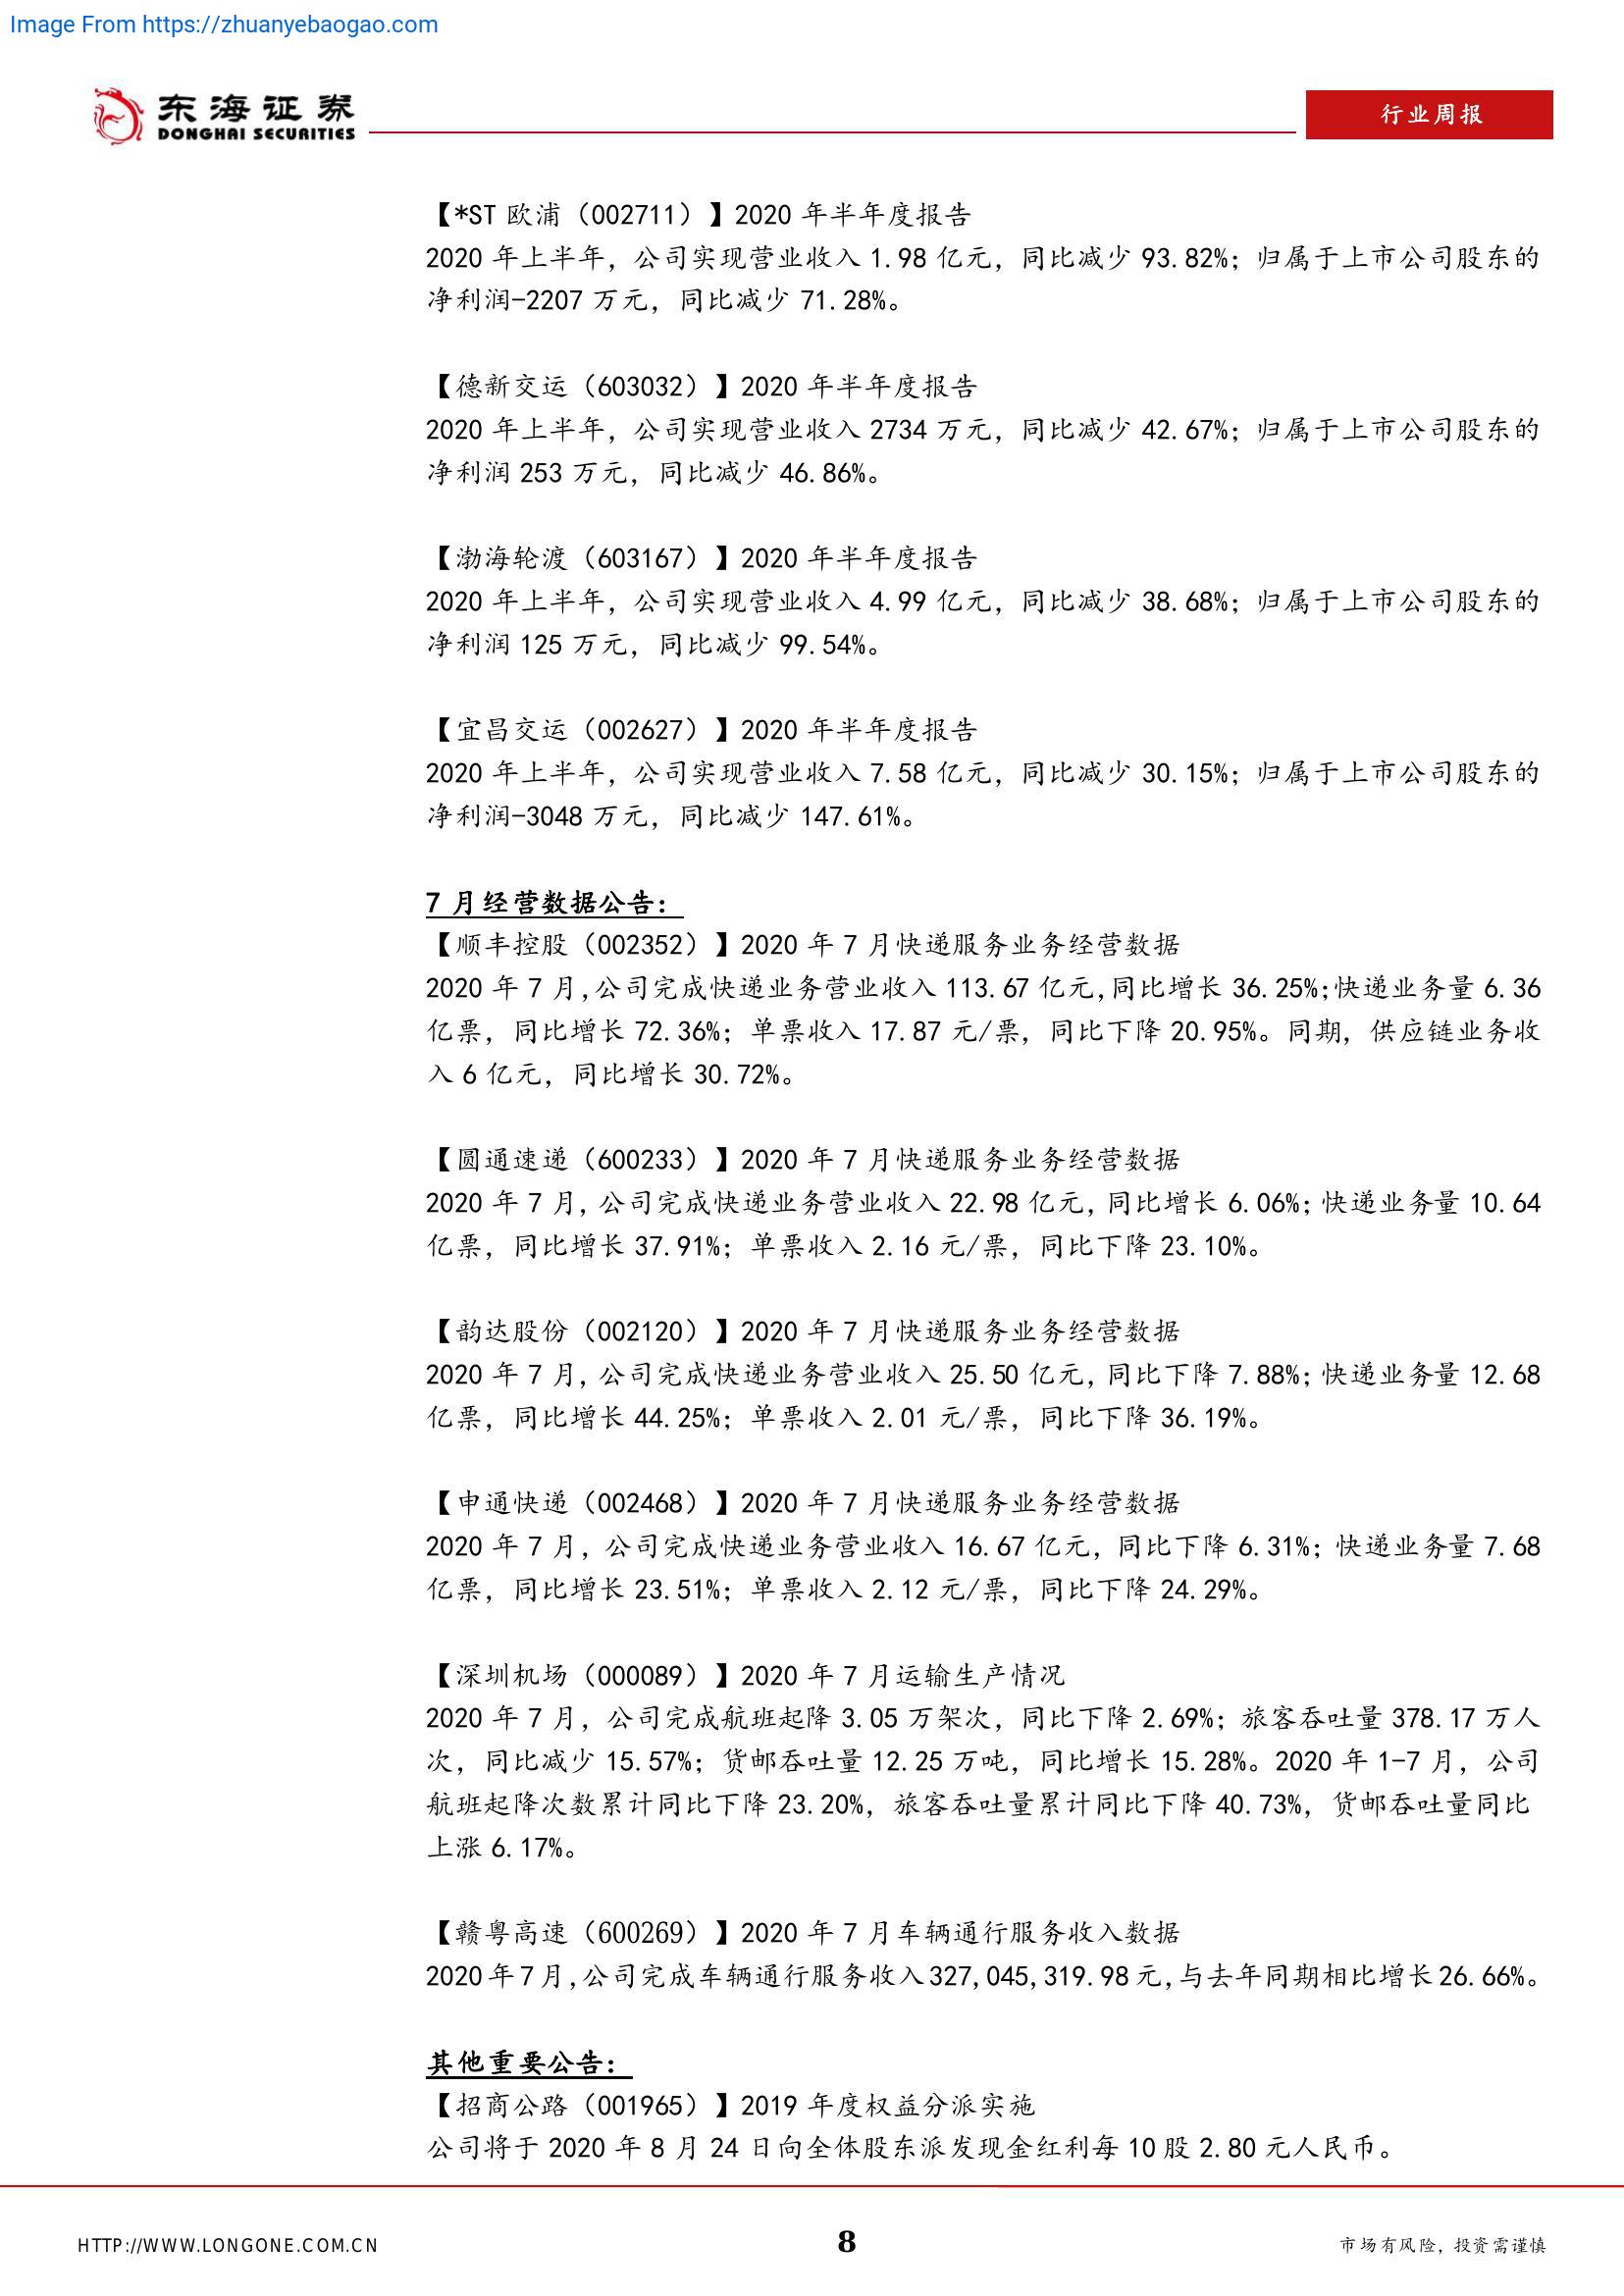 Image From https://zhuanyebaogao.com
东海证券
DONGHAI SECURITIES
行业周报
【*ST 欧浦（002711）】2020 年半年度报告
2020 年上半年，公司实现营业收入 1.98 亿元，同比减少 93.82%；归属于上市公司股东的
净利润-2207 万元，同比减少 71.28%。
【德新交运（603032）】2020 年半年度报告
2020 年上半年，公司实现营业收入 2734 万元，同比减少 42.67%；归属于上市公司股东的
净利润 253 万元，同比减少 46.86%。
【渤海轮渡（603167）】2020 年半年度报告
2020 年上半年，公司实现营业收入 4.99 亿元，同比减少 38.68%；归属于上市公司股东的
净利润 125 万元，同比减少 99.54%。
【宜昌交运（002627）】2020 年半年度报告
2020 年上半年，公司实现营业收入 7.58 亿元，同比减少 30.15%；归属于上市公司股东的
净利润-3048 万元，同比减少 147.61%。
7 月经营数据公告：
【顺丰控股（002352）】2020 年 7 月快递服务业务经营数据
2020 年 7 月,公司完成快递业务营业收入 113.67 亿元,同比增长 36.25%;快递业务量 6.36
亿票，同比增长 72.36%；单票收入 17.87 元/票，同比下降 20.95%。同期，供应链业务收
入 6 亿元，同比增长 30.72%。
【圆通速递（600233）】2020 年 7 月快递服务业务经营数据
2020 年 7 月，公司完成快递业务营业收入 22.98 亿元，同比增长 6.06%；快递业务量 10.64
亿票，同比增长 37.91%；单票收入 2.16 元/票，同比下降 23.10%。
【韵达股份（002120）】2020 年 7 月快递服务业务经营数据
2020 年 7 月，公司完成快递业务营业收入 25.50 亿元，同比下降 7.88%；快递业务量 12.68
亿票，同比增长 44.25%；单票收入 2.01 元/票，同比下降 36.19%。
【申通快递（002468）】2020 年 7 月快递服务业务经营数据
2020 年 7 月，公司完成快递业务营业收入 16.67 亿元，同比下降 6.31%；快递业务量 7.68
亿票，同比增长 23.51%；单票收入 2.12 元/票，同比下降 24.29%。
【深圳机场（000089）】2020 年 7 月运输生产情况
2020 年 7 月，公司完成航班起降 3.05 万架次，同比下降 2.69%；旅客吞吐量 378.17 万人
次，同比减少 15.57%；货邮吞吐量 12.25 万吨，同比增长 15.28%。2020 年 1-7 月，公司
航班起降次数累计同比下降 23.20%，旅客吞吐量累计同比下降 40.73%，货邮吞吐量同比
上涨 6.17%。
【赣粤高速（600269）】2020 年 7 月车辆通行服务收入数据
2020 年 7 月,公司完成车辆通行服务收入 327,045,319.98 元,与去年同期相比增长 26.66%。
其他重要公告：
【招商公路（001965）】2019 年度权益分派实施
公司将于 2020 年 8 月 24 日向全体股东派发现金红利每 10 股 2.80 元人民币。
HTTP://WWW.LONGONE.COM.CN
8
市场有风险，投资需谨慎